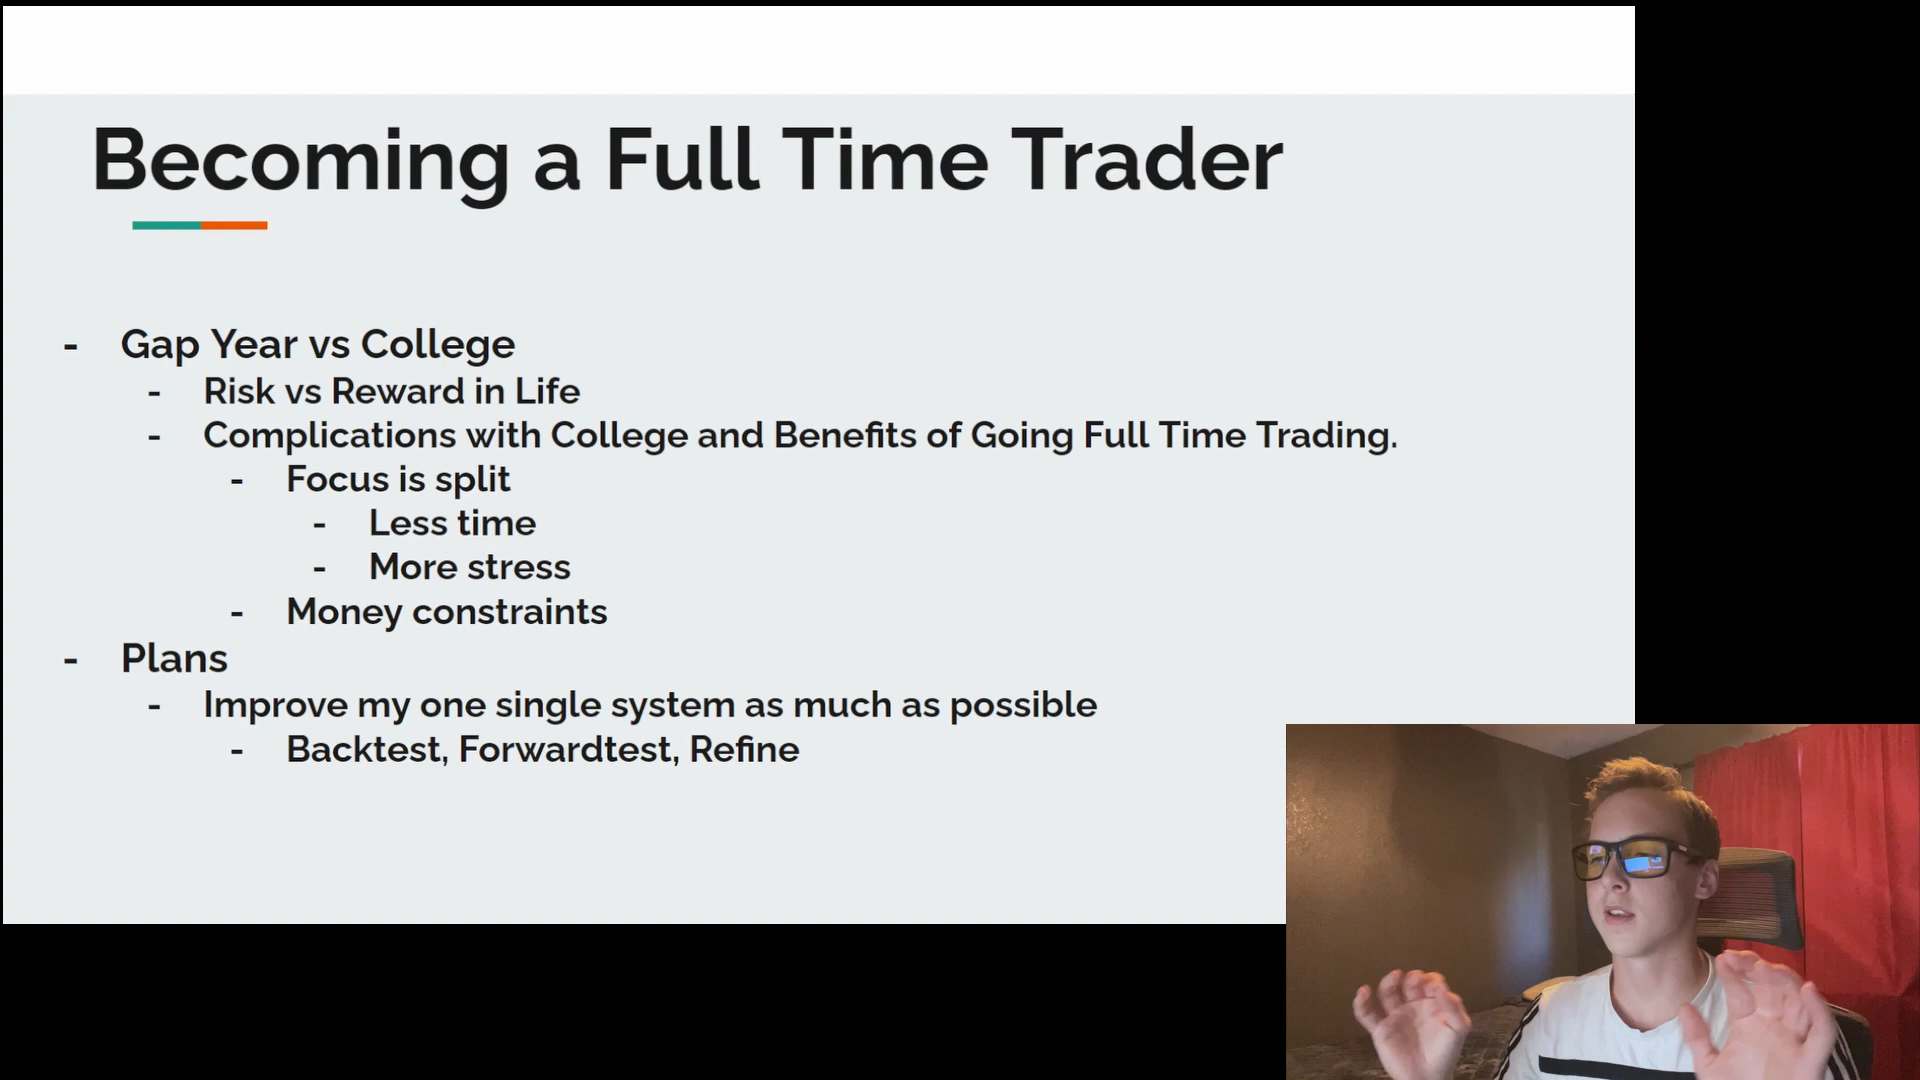 Becoming a Full Time Trader
- Gap Year vs College
- Risk vs Reward in Life
- Complications with College and Benefits of Going Full Time Trading.
- Focus is split
- Less time
- More stress
- Money constraints
- Plans
- Improve my one single system as much as possible
- Backtest, Forwardtest, Refine